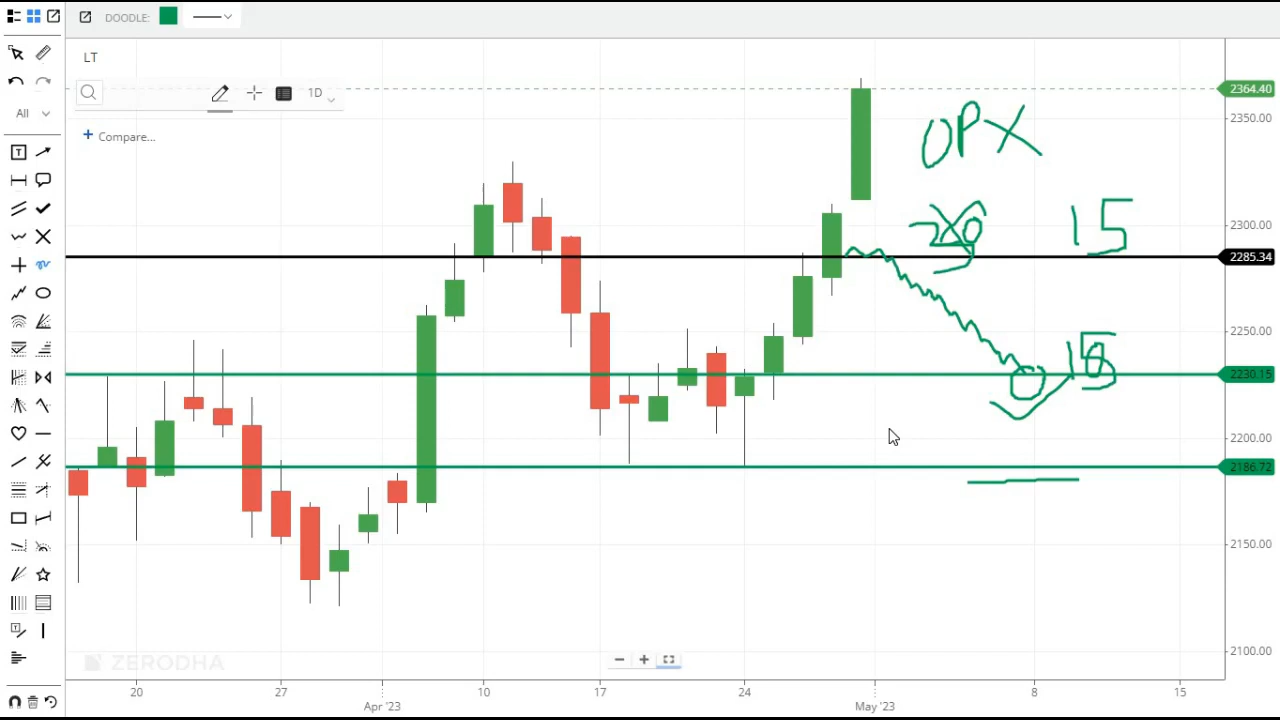 DOODLE:
LT
1D
All
Compare...
OPX
15
2364.40
2350.00
2300.00
2285.34
2250.00
2230.15
2200.00
2186.72
2150.00
2100.00
ZERODHA
20 27 10 17 24 8 15
Apr '23 May '23